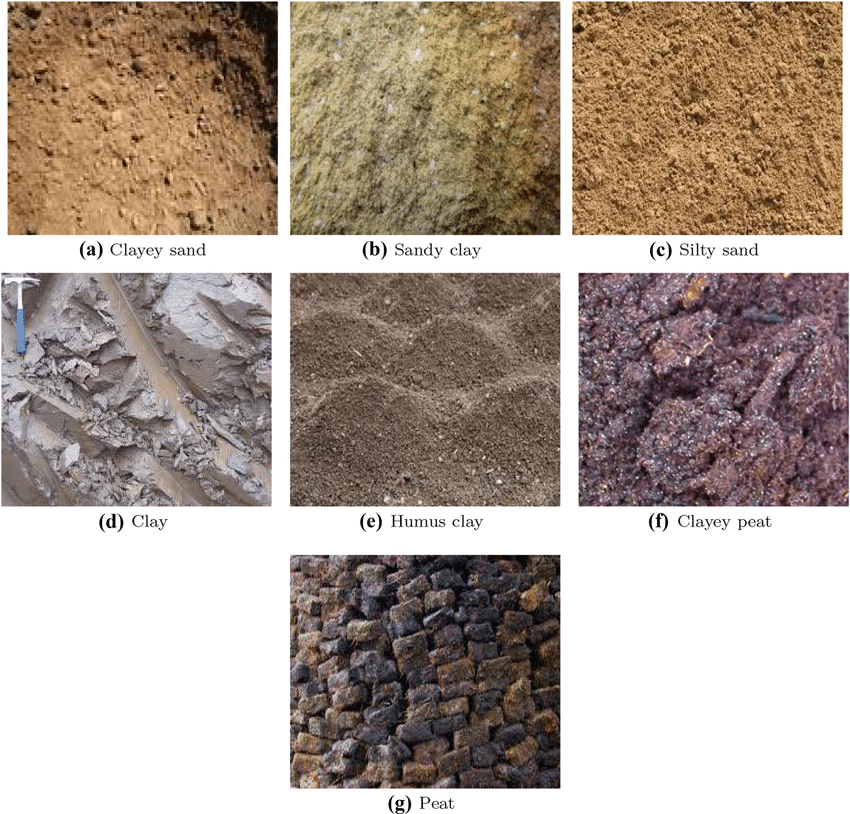 (a) Clayey sand
(b) Sandy clay
(c) Silty sand
(d) Clay
(e) Humus clay
(f) Clayey peat
(g) Peat